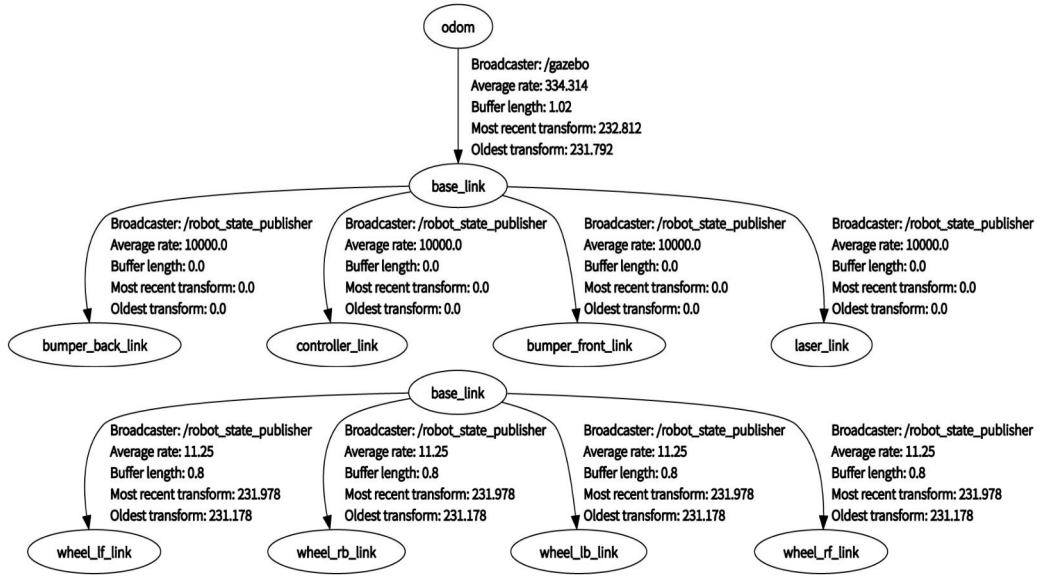 odom
Broadcaster: /gazebo
Average rate: 334.314
Buffer length: 1.02
Most recent transform: 232.812
Oldest transform: 231.792
base_link
Broadcaster: /robot_state_publisher
Average rate: 10000.0
Buffer length: 0.0
Most recent transform: 0.0
Oldest transform: 0.0
Broadcaster: /robot_state_publisher
Average rate: 10000.0
Buffer length: 0.0
Most recent transform: 0.0
Oldest transform: 0.0
Broadcaster: /robot_state_publisher
Average rate: 10000.0
Buffer length: 0.0
Most recent transform: 0.0
Oldest transform: 0.0
Broadcaster: /robot_state_publisher
Average rate: 10000.0
Buffer length: 0.0
Most recent transform: 0.0
Oldest transform: 0.0
bumper_back_link
controller_link
bumper_front_link
laser_link
base_link
Broadcaster: /robot_state_publisher
Average rate: 11.25
Buffer length: 0.8
Most recent transform: 231.978
Oldest transform: 231.178
Broadcaster: /robot_state_publisher
Average rate: 11.25
Buffer length: 0.8
Most recent transform: 231.978
Oldest transform: 231.178
Broadcaster: /robot_state_publisher
Average rate: 11.25
Buffer length: 0.8
Most recent transform: 231.978
Oldest transform: 231.178
Broadcaster: /robot_state_publisher
Average rate: 11.25
Buffer length: 0.8
Most recent transform: 231.978
Oldest transform: 231.178
wheel_lf_link
wheel_rb_link
wheel_lb_link
wheel_rf_link